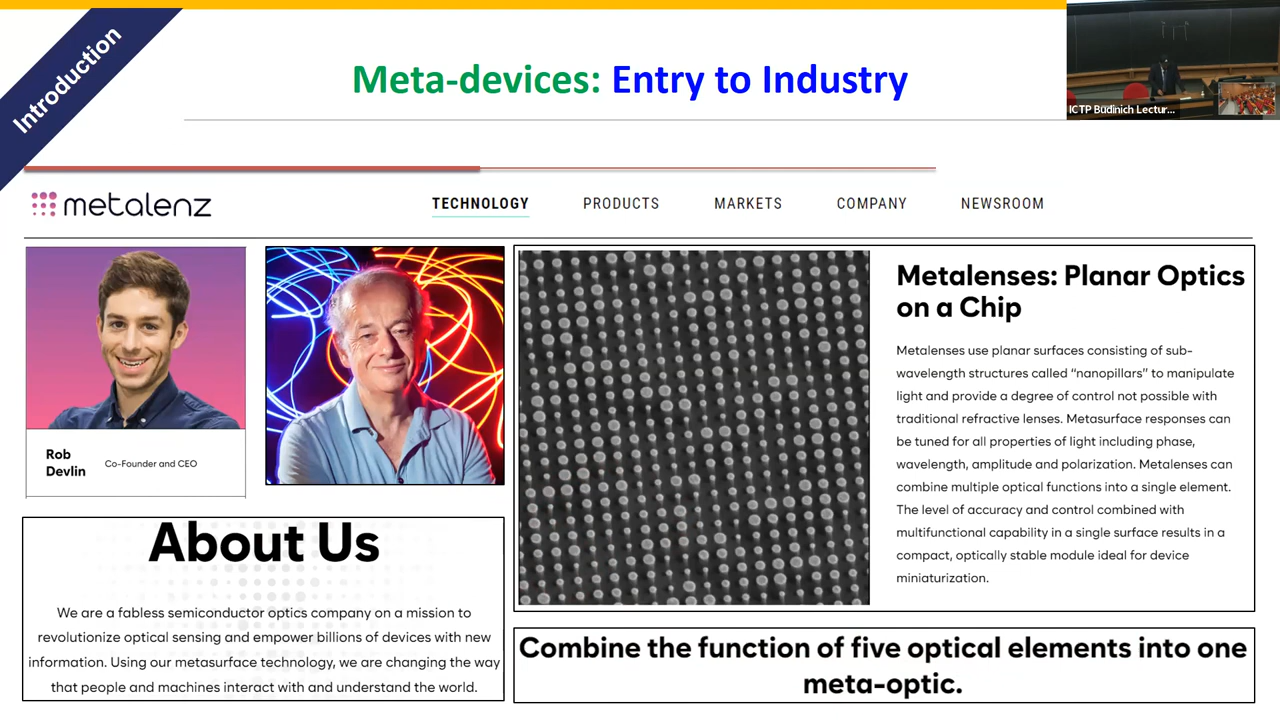 Introduction
Meta-devices: Entry to Industry
ICTP Budinich Lectur...
metalenz
TECHNOLOGY PRODUCTS MARKETS COMPANY NEWSROOM
Rob
Devlin
Co-Founder and CEO
About Us
We are a fabless semiconductor optics company on a mission to
revolutionize optical sensing and empower billions of devices with new
information. Using our metasurface technology, we are changing the way
that people and machines interact with and understand the world.
Metalenses: Planar Optics
on a Chip
Metalenses use planar surfaces consisting of sub-
wavelength structures called “nanopillars” to manipulate
light and provide a degree of control not possible with
traditional refractive lenses. Metasurface responses can
be tuned for all properties of light including phase,
wavelength, amplitude and polarization. Metalenses can
combine multiple optical functions into a single element.
The level of accuracy and control combined with
multifunctional capability in a single surface results in a
compact, optically stable module ideal for device
miniaturization.
Combine the function of five optical elements into one
meta-optic.